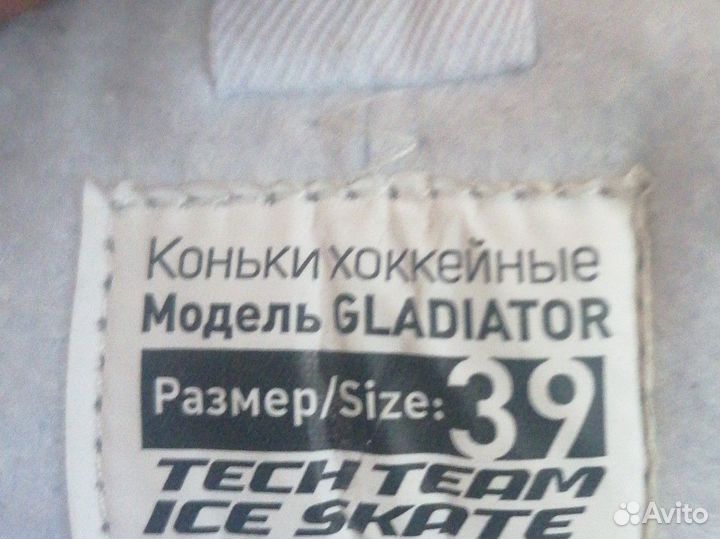 Коньки хоккейные
Модель GLADIATOR
Размер/Size: 39
TECH TEAM
ICE SKATE
Avito